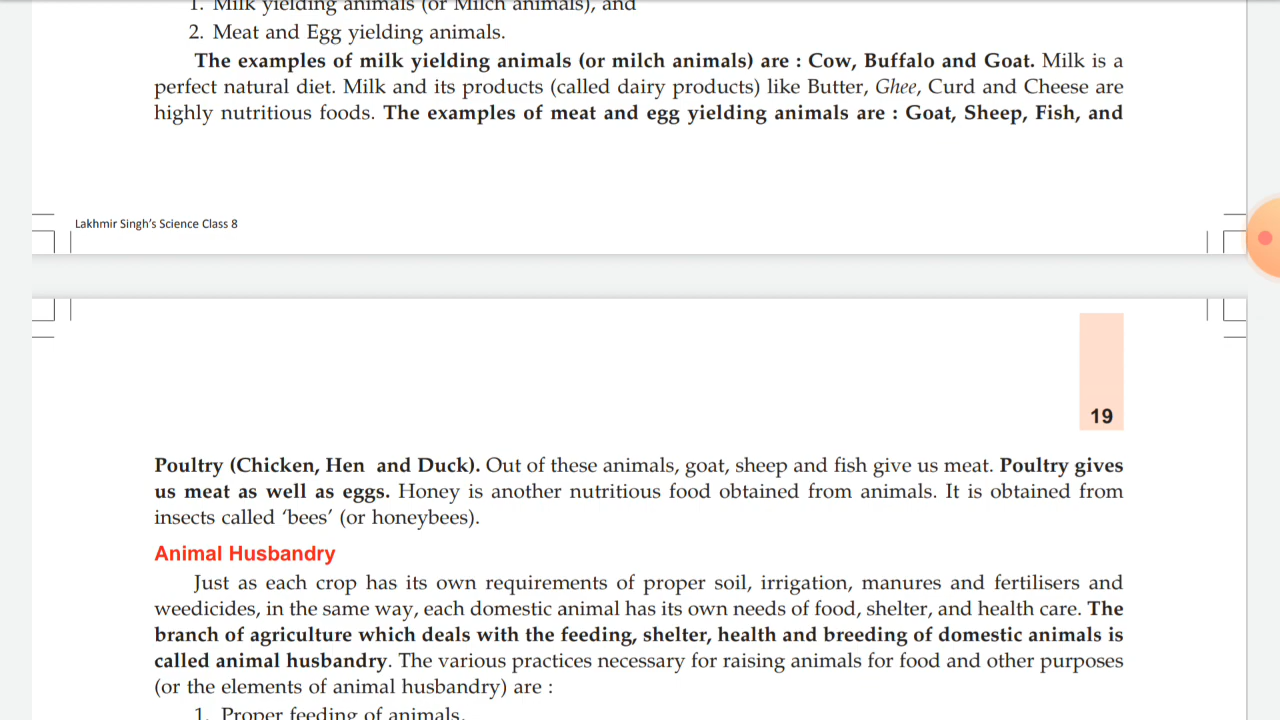 1. Milk yielding animals (or Milch animals), and
2. Meat and Egg yielding animals.
The examples of milk yielding animals (or milch animals) are : Cow, Buffalo and Goat. Milk is a
perfect natural diet. Milk and its products (called dairy products) like Butter, Ghee, Curd and Cheese are
highly nutritious foods. The examples of meat and egg yielding animals are : Goat, Sheep, Fish, and
Lakhmir Singh's Science Class 8
19
Poultry (Chicken, Hen and Duck). Out of these animals, goat, sheep and fish give us meat. Poultry gives
us meat as well as eggs. Honey is another nutritious food obtained from animals. It is obtained from
insects called ‘bees’ (or honeybees).
Animal Husbandry
Just as each crop has its own requirements of proper soil, irrigation, manures and fertilisers and
weedicides, in the same way, each domestic animal has its own needs of food, shelter, and health care. The
branch of agriculture which deals with the feeding, shelter, health and breeding of domestic animals is
called animal husbandry. The various practices necessary for raising animals for food and other purposes
(or the elements of animal husbandry) are :
1. Proper feeding of animals.